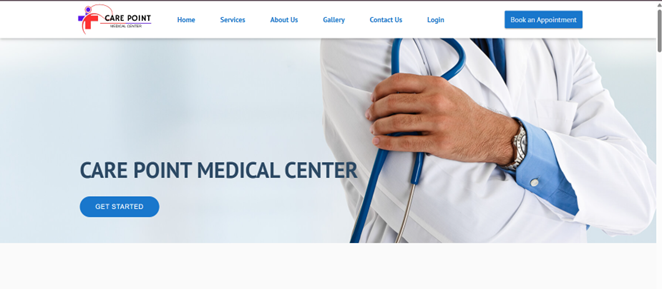 CARE POINT
MEDICAL CENTER
Home
Services
About Us
Gallery
Contact Us
Login
Book an Appointment
CARE POINT MEDICAL CENTER
GET STARTED